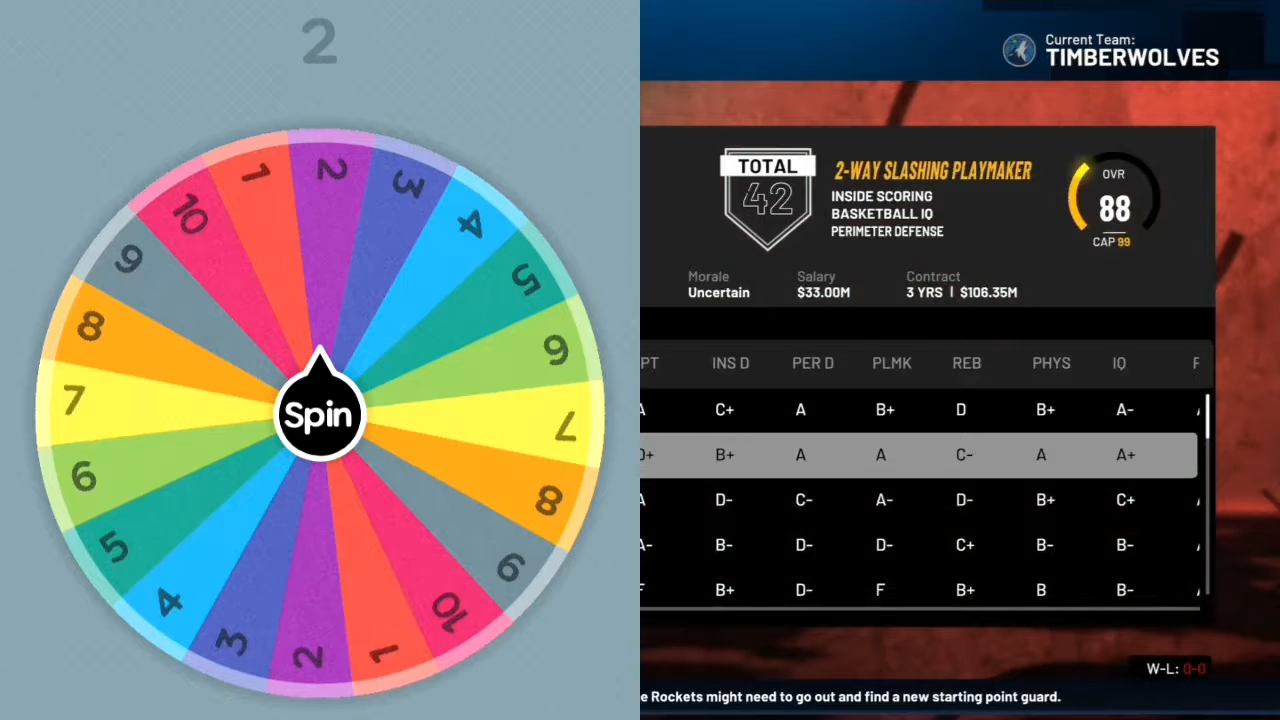 2
1
2
3
4
5
6
7
8
9
10
1
2
3
4
5
6
7
8
9
10
Spin
Current Team:
TIMBERWOLVES
TOTAL
42
2-WAY SLASHING PLAYMAKER
INSIDE SCORING
BASKETBALL IQ
PERIMETER DEFENSE
OVR
88
CAP 99
Morale
Uncertain
Salary
$33.00M
Contract
3 YRS | $106.35M
PT INS D PER D PLMK REB PHYS IQ
A C+ A B+ D B+ A-
D+ B+ A A C- A A+
A D- C- A- D- B+ C+
A- B- D- D- C+ B- B-
F B+ D- F B+ B B-
W-L: 0-0
e Rockets might need to go out and find a new starting point guard.